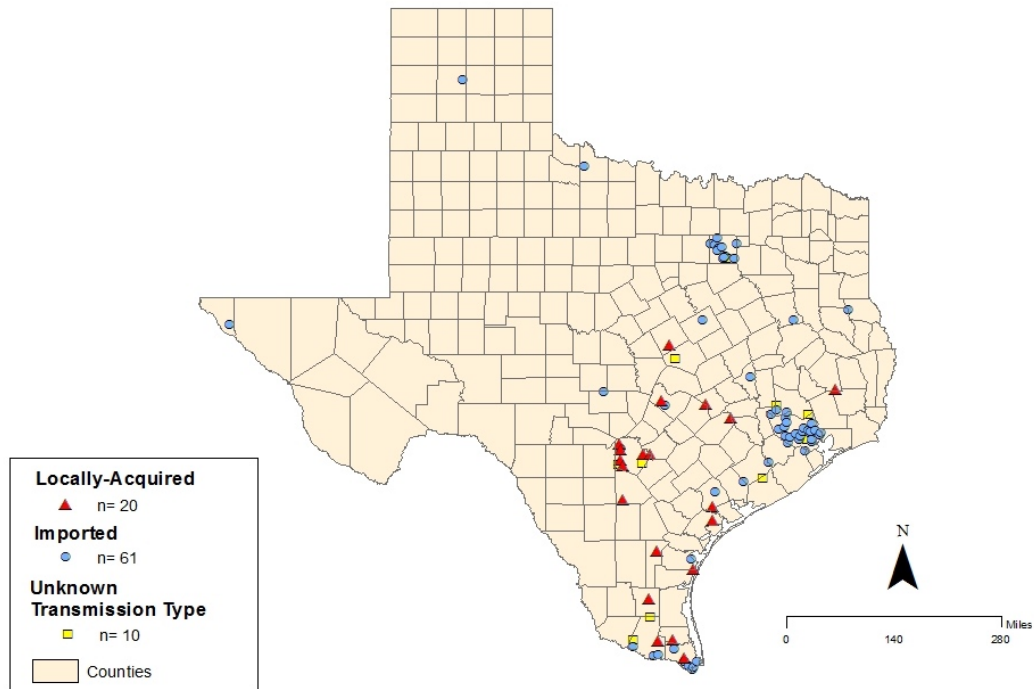 Locally-Acquired
n= 20
Imported
n= 61
Unknown
Transmission Type
n= 10
Counties
N
Miles
0 140 280